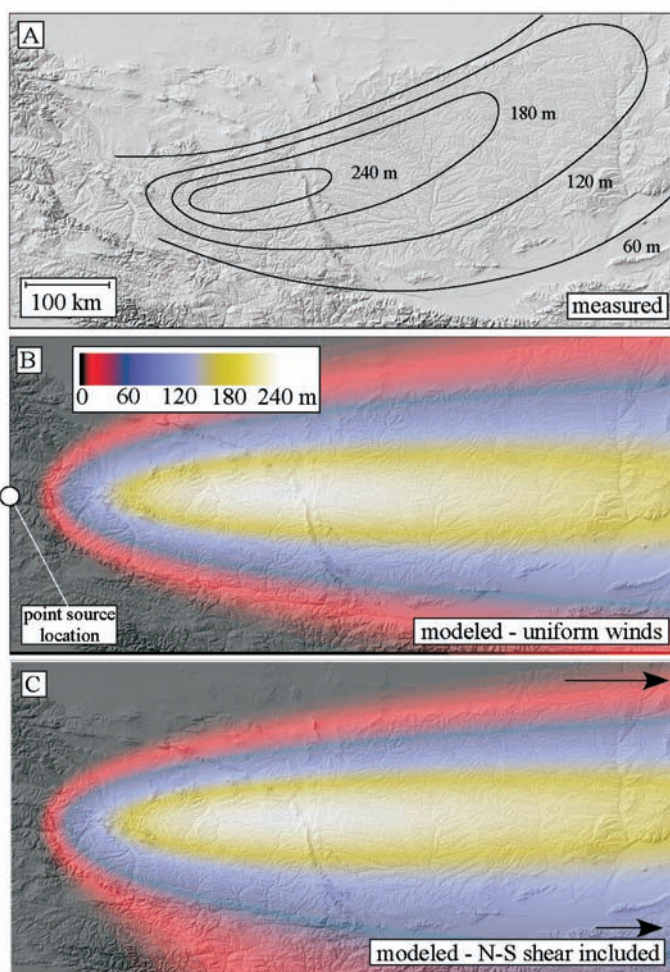 A
180 m
240 m
120 m
60 m
100 km
measured
B
0 60 120 180 240 m
point source
location
modeled - uniform winds
C
modeled - N-S shear included